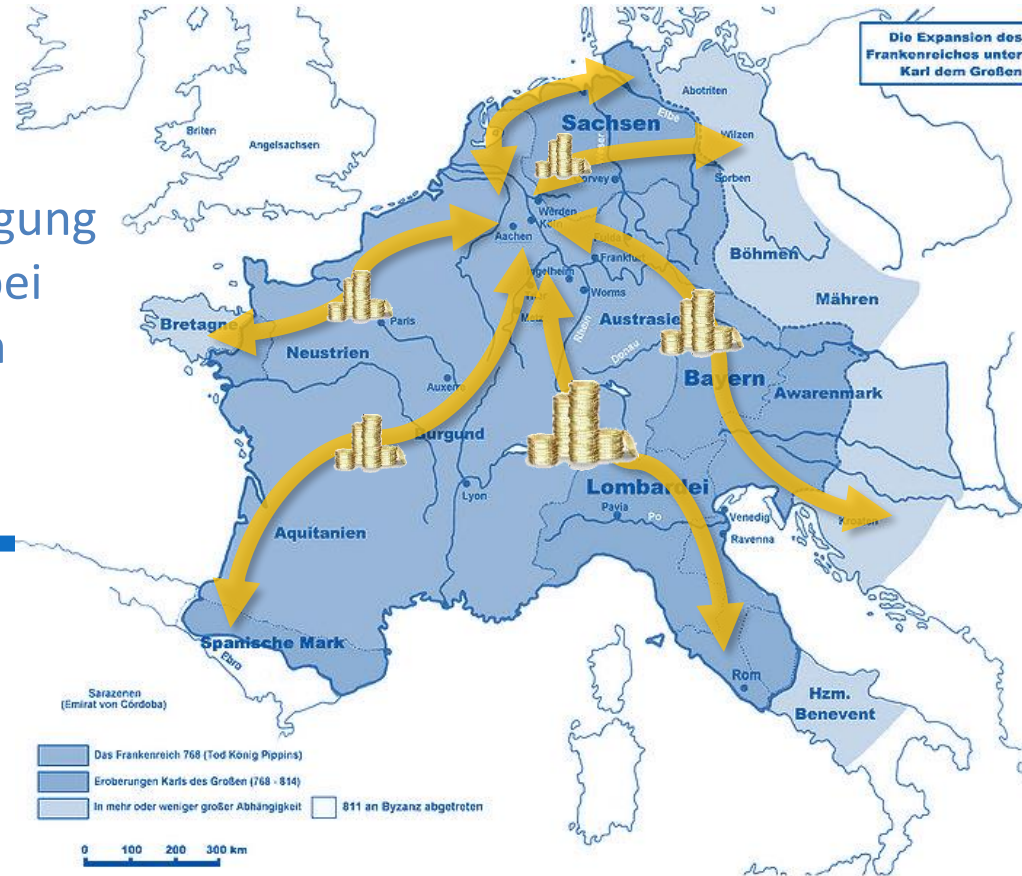 Die Expansion des
Frankenreiches unter
Karl dem Großen
Abotriten
Elbe
Briten
Angelsachsen
Sachsen
Wilzen
Sorben
gung
bei
Werden
Köln
Aachen
Fulda
Frankfurt
Böhmen
Worms
Mähren
Bretagne
Paris
Metz
Rhein
Austrasie
Neustrien
Donau
Auxerre
Bayern
Awarenmark
Burgund
Lyon
Lombardei
Pavia
Po
Venedig
Kroaten
Aquitanien
Ravenna
Spanische Mark
Ebro
Rom
Sarazenen
(Emirat von Córdoba)
Hzm.
Benevent
Das Frankenreich 768 (Tod König Pippins)
Eroberungen Karls des Großen (768 - 814)
In mehr oder weniger großer Abhängigkeit
811 an Byzanz abgetreten
0 100 200 300 km